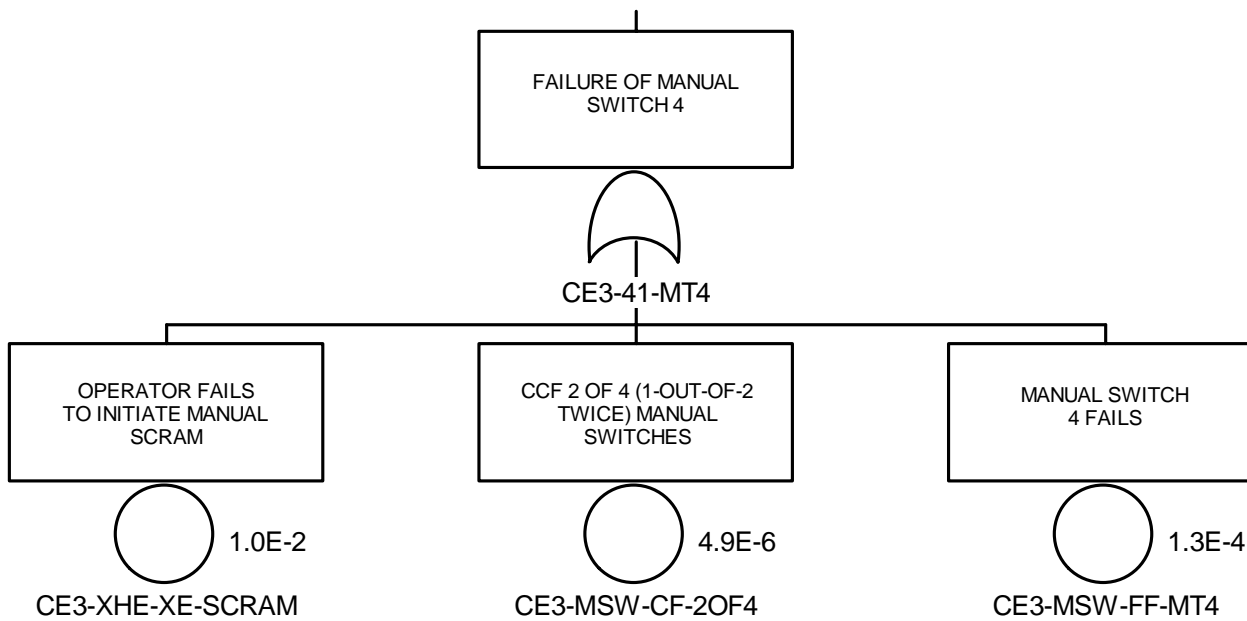 FAILURE OF MANUAL
SWITCH 4
CE3-41-MT4
OPERATOR FAILS
TO INITIATE MANUAL
SCRAM
CCF 2 OF 4 (1-OUT-OF-2
TWICE) MANUAL
SWITCHES
MANUAL SWITCH
4 FAILS
1.0E-2
4.9E-6
1.3E-4
CE3-XHE-XE-SCRAM
CE3-MSW-CF-2OF4
CE3-MSW-FF-MT4